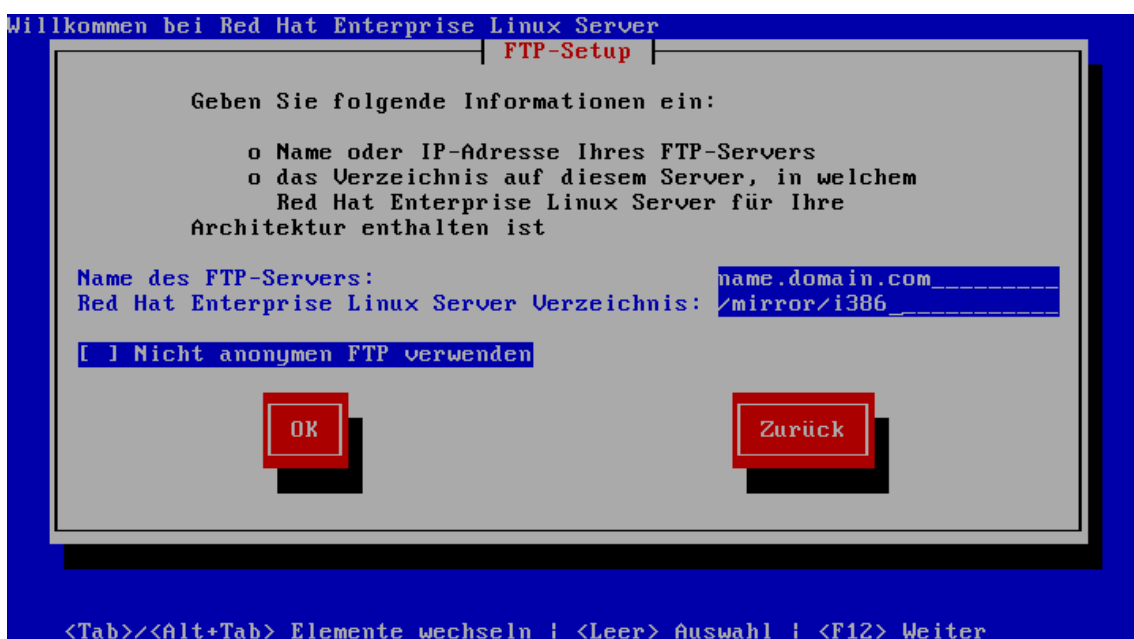 Willkommen bei Red Hat Enterprise Linux Server
FTP-Setup
Geben Sie folgende Informationen ein:
o Name oder IP-Adresse Ihres FTP-Servers
o das Verzeichnis auf diesem Server, in welchem
Red Hat Enterprise Linux Server für Ihre
Architektur enthalten ist
Name des FTP-Servers: name.domain.com_________
Red Hat Enterprise Linux Server Verzeichnis: /mirror/i386____________
[ ] Nicht anonymen FTP verwenden
OK Zurück
<Tab>/<Alt+Tab> Elemente wechseln | <Leer> Auswahl | <F12> Weiter